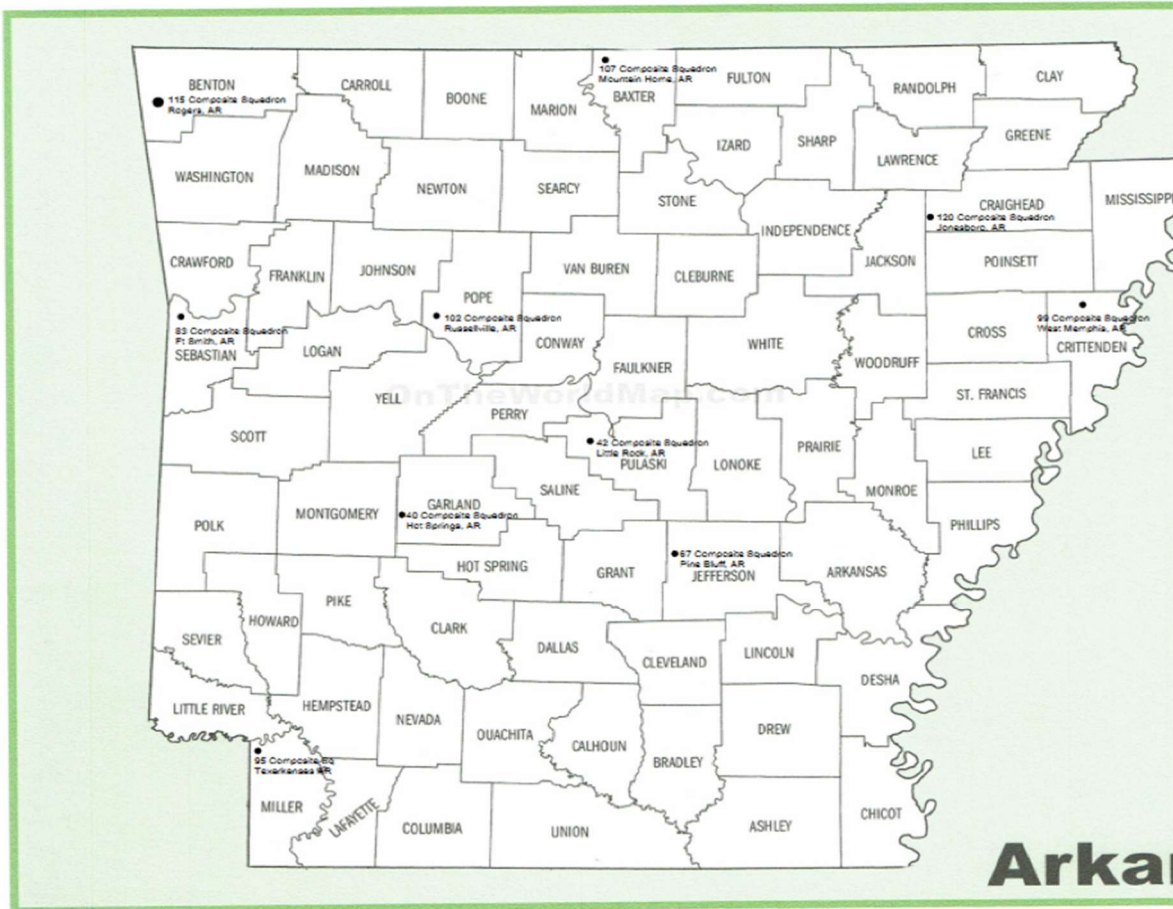 BENTON
115 Composite Squadron
Rogers, AR
CARROLL
BOONE
MARION
107 Composite Squadron
Mountain Home, AR
BAXTER
FULTON
RANDOLPH
CLAY
GREENE
LAWRENCE
SHARP
IZARD
WASHINGTON
MADISON
NEWTON
SEARCY
STONE
INDEPENDENCE
CRAIGHEAD
120 Composite Squadron
Jonesboro, AR
MISSISSIPPI
CRAWFORD
FRANKLIN
JOHNSON
POPE
VAN BUREN
CLEBURNE
JACKSON
POINSETT
83 Composite Squadron
Ft Smith, AR
SEBASTIAN
LOGAN
102 Composite Squadron
Russellville, AR
CONWAY
FAULKNER
WHITE
WOODRUFF
CROSS
99 Composite Squadron
West Memphis, AR
CRITTENDEN
OnTheWorldMap.com
YELL
PERRY
ST. FRANCIS
SCOTT
42 Composite Squadron
Little Rock, AR
PULASKI
LONOKE
PRAIRIE
LEE
MONROE
POLK
MONTGOMERY
GARLAND
40 Composite Squadron
Hot Springs, AR
SALINE
PHILLIPS
HOT SPRING
GRANT
67 Composite Squadron
Pine Bluff, AR
JEFFERSON
ARKANSAS
PIKE
HOWARD
SEVIER
CLARK
DALLAS
CLEVELAND
LINCOLN
DESHA
LITTLE RIVER
HEMPSTEAD
NEVADA
OUACHITA
CALHOUN
BRADLEY
DREW
95 Composite Sq
Texarkansas AR
MILLER
LAFAYETTE
COLUMBIA
UNION
ASHLEY
CHICOT
Arkan